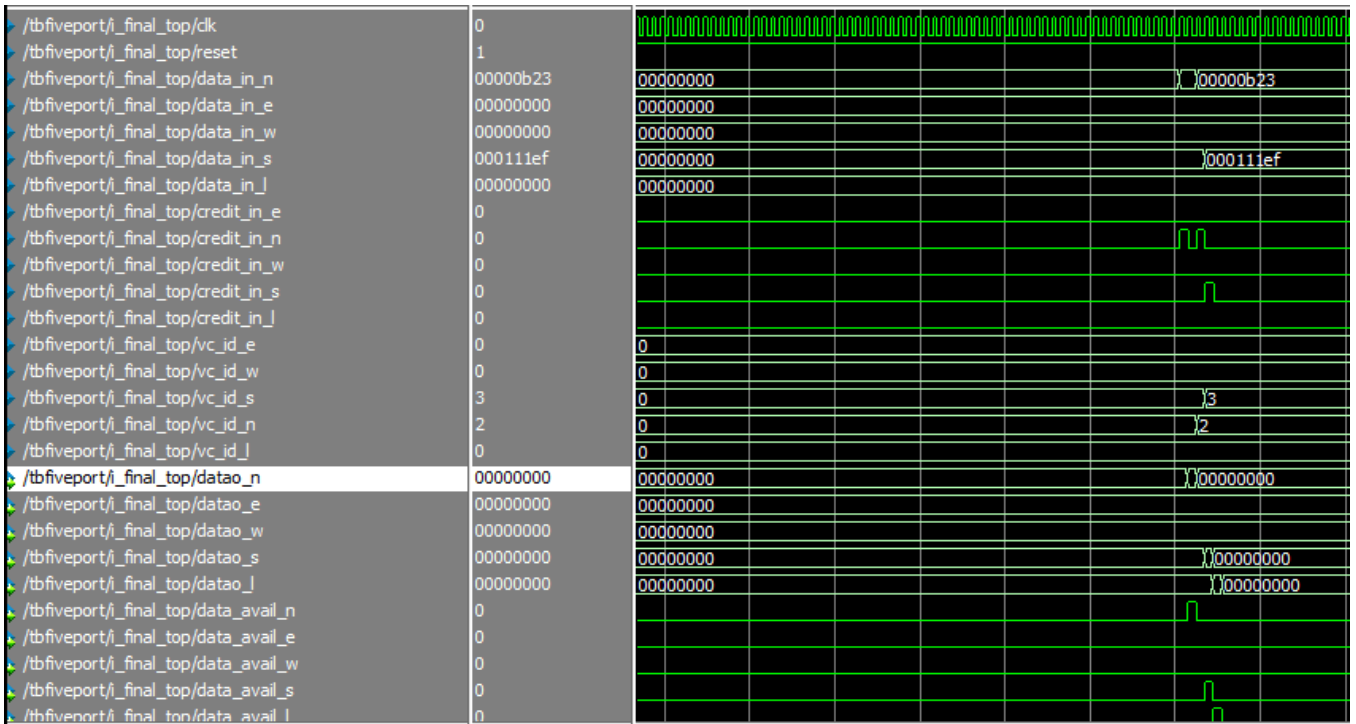 /tbfiveport/i_final_top/clk 0
/tbfiveport/i_final_top/reset 1
/tbfiveport/i_final_top/data_in_n 00000b23 00000000 00000b23
/tbfiveport/i_final_top/data_in_e 00000000 00000000
/tbfiveport/i_final_top/data_in_w 00000000 00000000
/tbfiveport/i_final_top/data_in_s 000111ef 00000000 000111ef
/tbfiveport/i_final_top/data_in_l 00000000 00000000
/tbfiveport/i_final_top/credit_in_e 0
/tbfiveport/i_final_top/credit_in_n 0
/tbfiveport/i_final_top/credit_in_w 0
/tbfiveport/i_final_top/credit_in_s 0
/tbfiveport/i_final_top/credit_in_l 0
/tbfiveport/i_final_top/vc_id_e 0 0
/tbfiveport/i_final_top/vc_id_w 0 0
/tbfiveport/i_final_top/vc_id_s 3 0 3
/tbfiveport/i_final_top/vc_id_n 2 0 2
/tbfiveport/i_final_top/vc_id_l 0 0
/tbfiveport/i_final_top/datao_n 00000000 00000000 00000000
/tbfiveport/i_final_top/datao_e 00000000 00000000
/tbfiveport/i_final_top/datao_w 00000000 00000000
/tbfiveport/i_final_top/datao_s 00000000 00000000 00000000
/tbfiveport/i_final_top/datao_l 00000000 00000000 00000000
/tbfiveport/i_final_top/data_avail_n 0
/tbfiveport/i_final_top/data_avail_e 0
/tbfiveport/i_final_top/data_avail_w 0
/tbfiveport/i_final_top/data_avail_s 0
/tbfiveport/i_final_top/data_avail_l 0